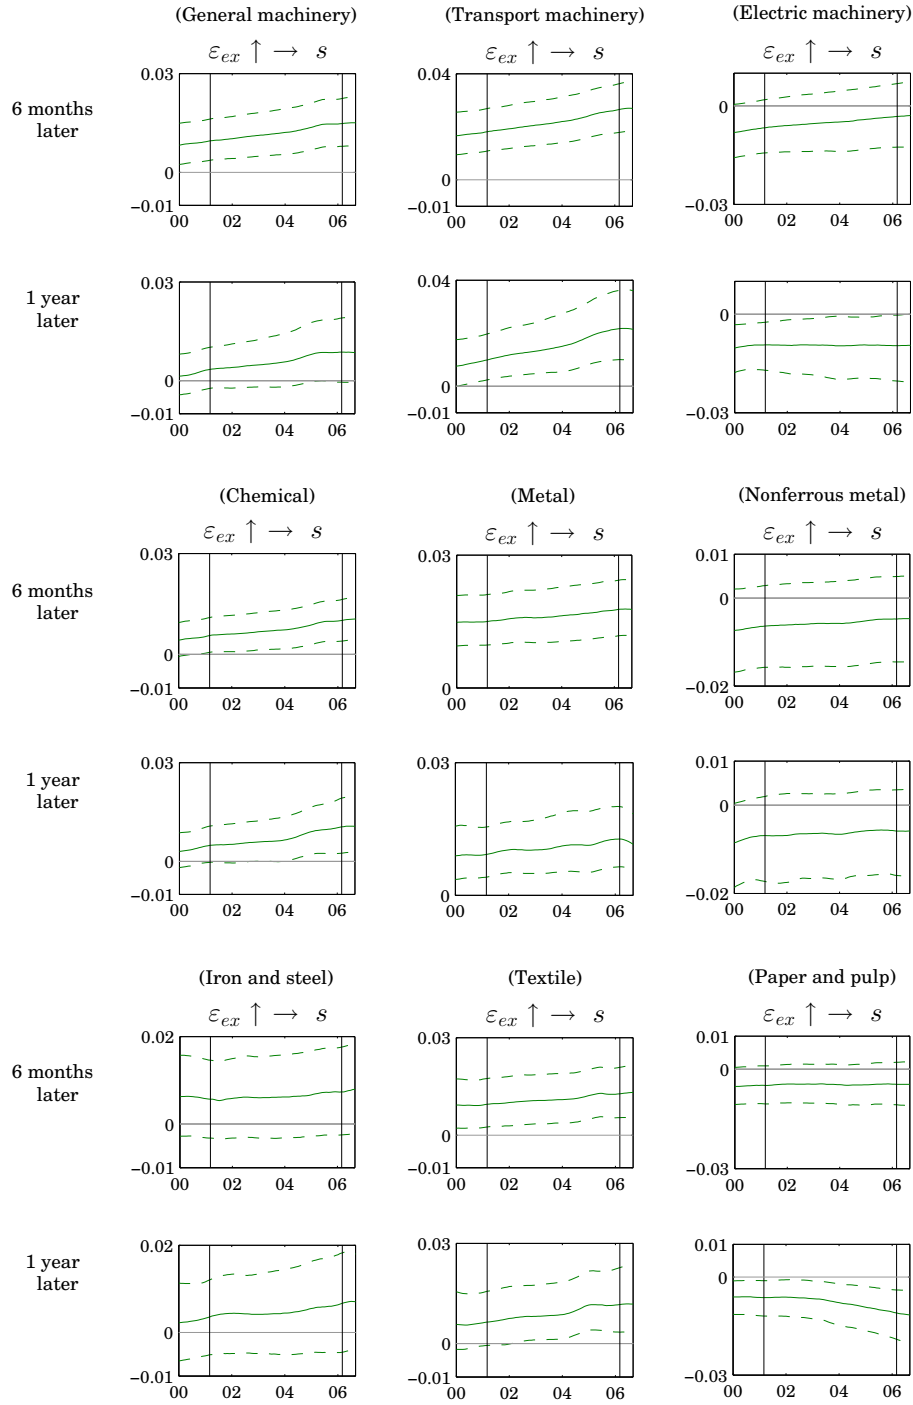 (General machinery) (Transport machinery) (Electric machinery)
ε_ex ↑ → s ε_ex ↑ → s ε_ex ↑ → s
6 months
later
0.03
0
−0.01
00 02 04 06
0.04
0
−0.01
00 02 04 06
0
−0.03
00 02 04 06
1 year
later
0.03
0
−0.01
00 02 04 06
0.04
0
−0.01
00 02 04 06
0
−0.03
00 02 04 06
(Chemical) (Metal) (Nonferrous metal)
ε_ex ↑ → s ε_ex ↑ → s ε_ex ↑ → s
6 months
later
0.03
0
−0.01
00 02 04 06
0.03
0
00 02 04 06
0.01
0
−0.02
00 02 04 06
1 year
later
0.03
0
−0.01
00 02 04 06
0.03
0
00 02 04 06
0.01
0
−0.02
00 02 04 06
(Iron and steel) (Textile) (Paper and pulp)
ε_ex ↑ → s ε_ex ↑ → s ε_ex ↑ → s
6 months
later
0.02
0
−0.01
00 02 04 06
0.03
0
−0.01
00 02 04 06
0.01
0
−0.03
00 02 04 06
1 year
later
0.02
0
−0.01
00 02 04 06
0.03
0
−0.01
00 02 04 06
0.01
0
−0.03
00 02 04 06